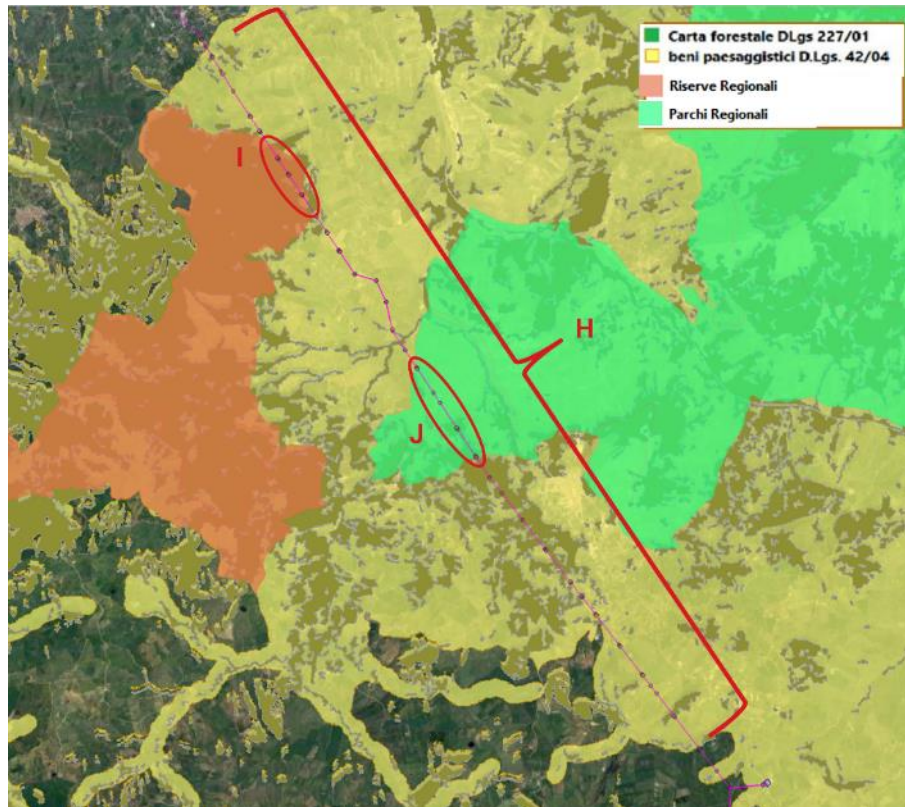 Carta forestale DLgs 227/01
beni paesaggistici D.Lgs. 42/04
Riserve Regionali
Parchi Regionali
I
H
J